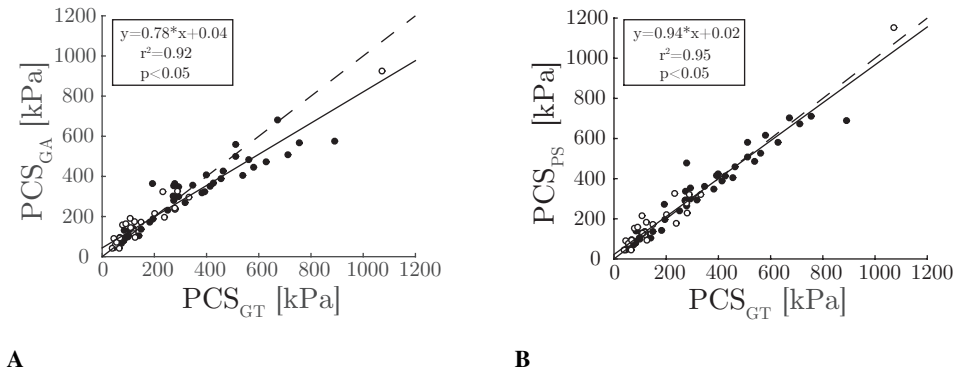 1200
1000
800
600
400
200
0
PCS_GA [kPa]
y=0.78*x+0.04
r²=0.92
p<0.05
0 200 400 600 800 1000 1200
PCS_GT [kPa]
A
1200
1000
800
600
400
200
0
PCS_PS [kPa]
y=0.94*x+0.02
r²=0.95
p<0.05
0 200 400 600 800 1000 1200
PCS_GT [kPa]
B